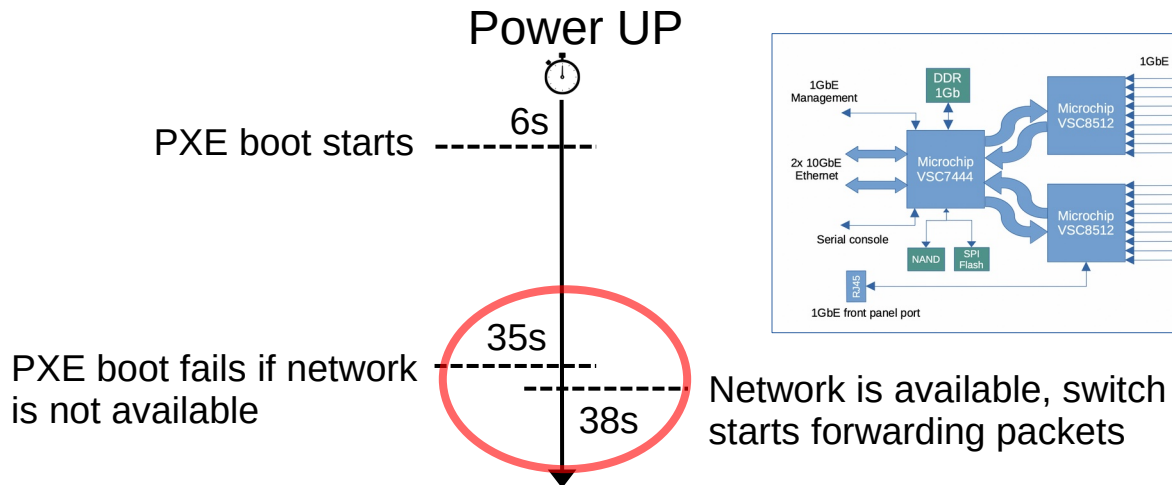 Power UP
6s
PXE boot starts
35s
PXE boot fails if network
is not available
38s
Network is available, switch
starts forwarding packets
DDR
1Gb
1GbE
Management
1GbE
Microchip
VSC8512
Microchip
VSC7444
2x 10GbE
Ethernet
Microchip
VSC8512
Serial console
NAND
SPI
Flash
RJ45
1GbE front panel port